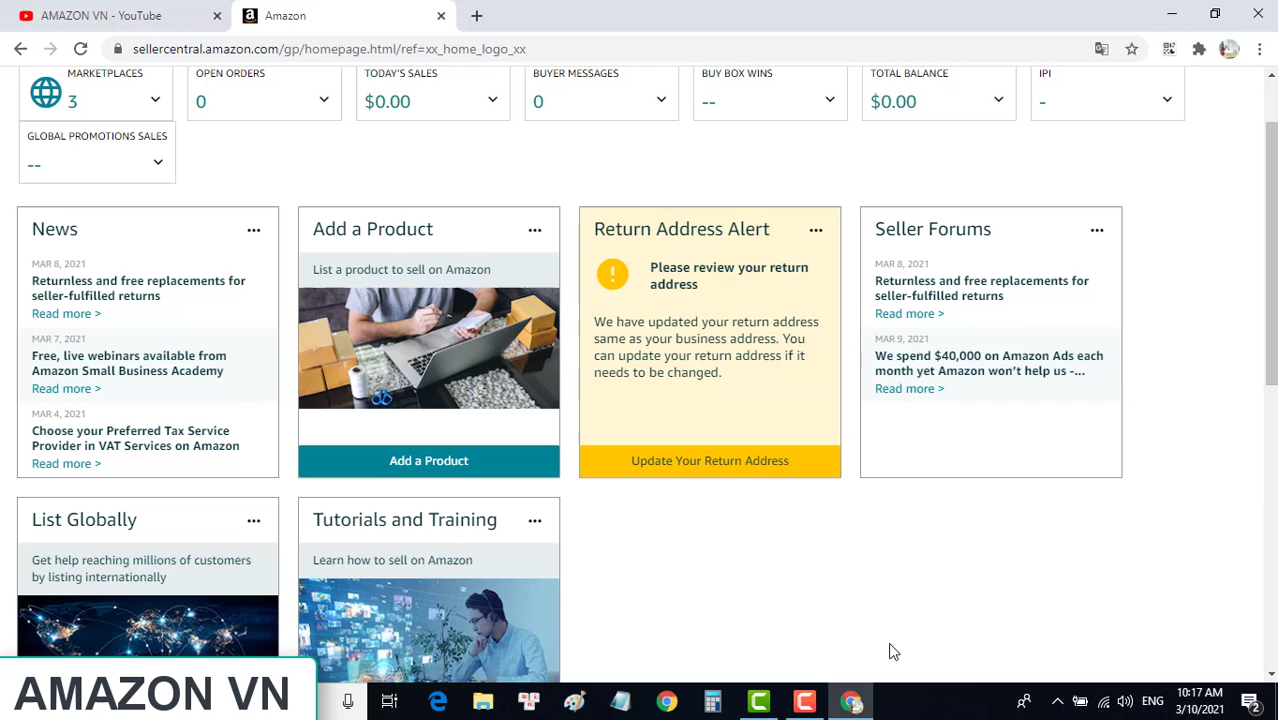 AMAZON VN - YouTube
Amazon
sellercentral.amazon.com/gp/homepage.html/ref=xx_home_logo_xx
MARKETPLACES
3
OPEN ORDERS
0
TODAY'S SALES
$0.00
BUYER MESSAGES
0
BUY BOX WINS
--
TOTAL BALANCE
$0.00
IPI
-
GLOBAL PROMOTIONS SALES
--
News
MAR 8, 2021
Returnless and free replacements for
seller-fulfilled returns
Read more >
MAR 7, 2021
Free, live webinars available from
Amazon Small Business Academy
Read more >
MAR 4, 2021
Choose your Preferred Tax Service
Provider in VAT Services on Amazon
Read more >
Add a Product
List a product to sell on Amazon
Add a Product
Return Address Alert
Please review your return
address
We have updated your return address
same as your business address. You
can update your return address if it
needs to be changed.
Update Your Return Address
Seller Forums
MAR 8, 2021
Returnless and free replacements for
seller-fulfilled returns
Read more >
MAR 9, 2021
We spend $40,000 on Amazon Ads each
month yet Amazon won't help us -...
Read more >
List Globally
Get help reaching millions of customers
by listing internationally
Tutorials and Training
Learn how to sell on Amazon
AMAZON VN
ENG
10:17 AM
3/10/2021
2